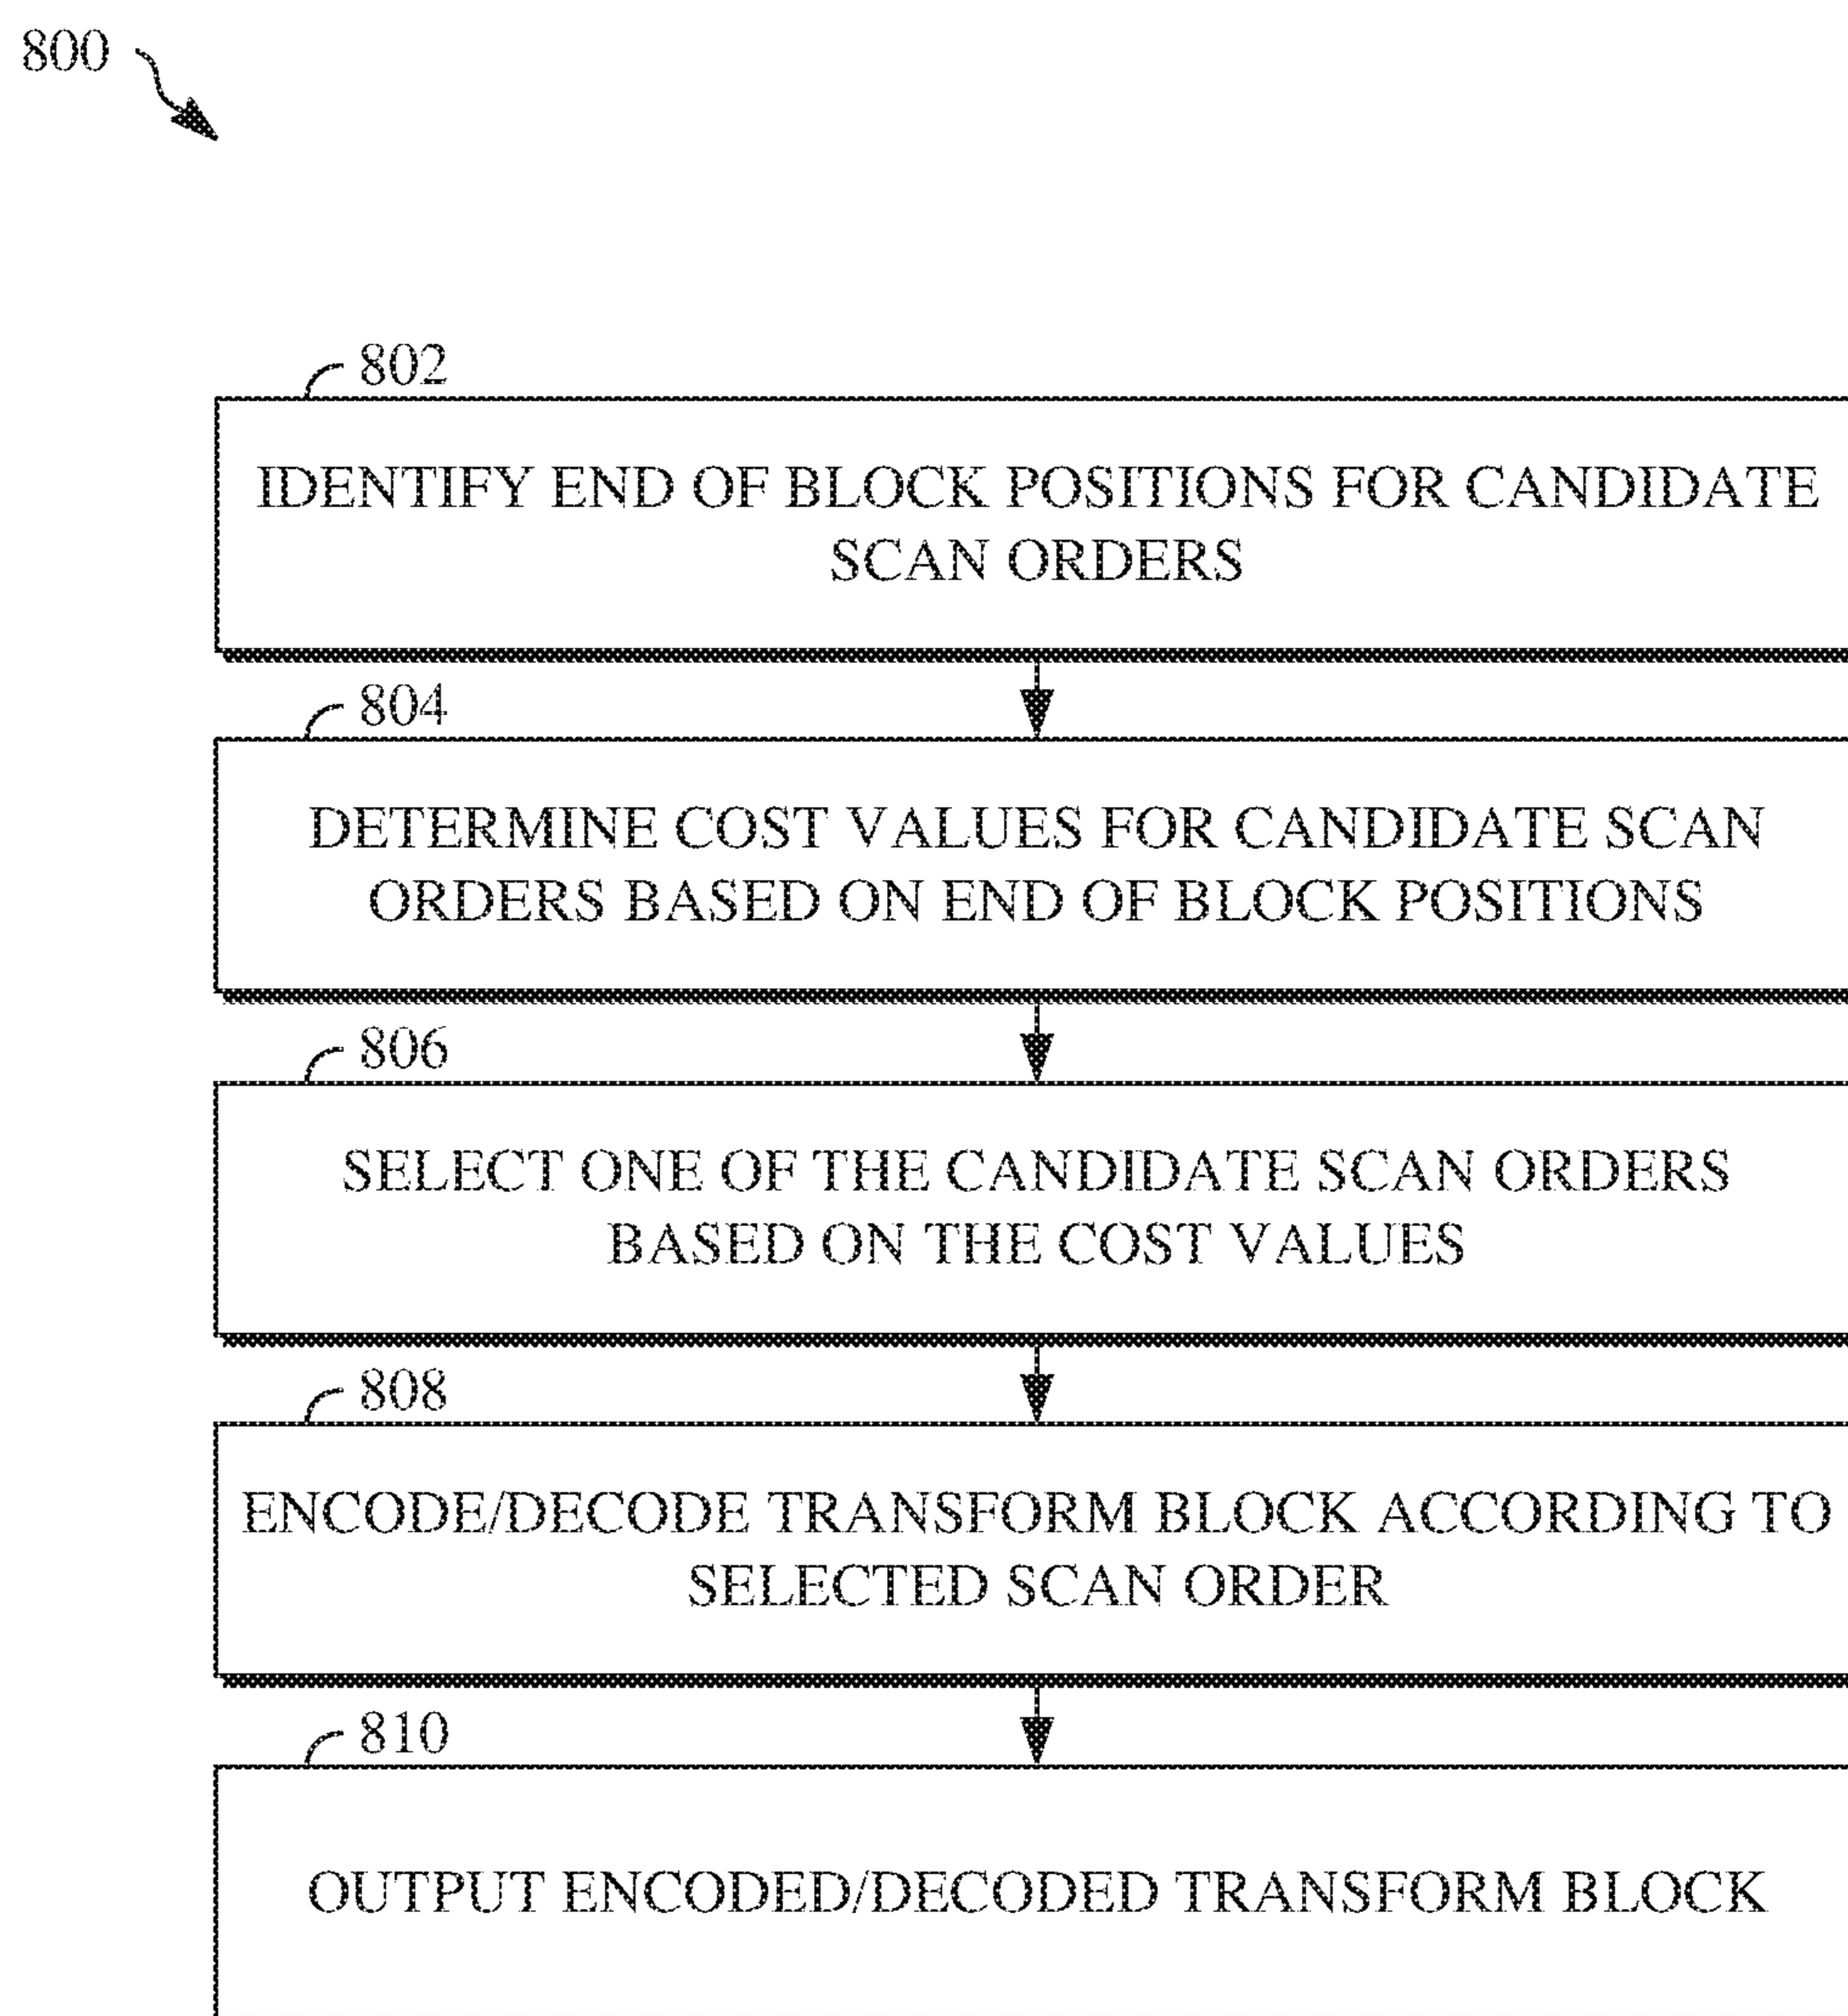 800
802
IDENTIFY END OF BLOCK POSITIONS FOR CANDIDATE
SCAN ORDERS
804
DETERMINE COST VALUES FOR CANDIDATE SCAN
ORDERS BASED ON END OF BLOCK POSITIONS
806
SELECT ONE OF THE CANDIDATE SCAN ORDERS
BASED ON THE COST VALUES
808
ENCODE/DECODE TRANSFORM BLOCK ACCORDING TO
SELECTED SCAN ORDER
810
OUTPUT ENCODED/DECODED TRANSFORM BLOCK